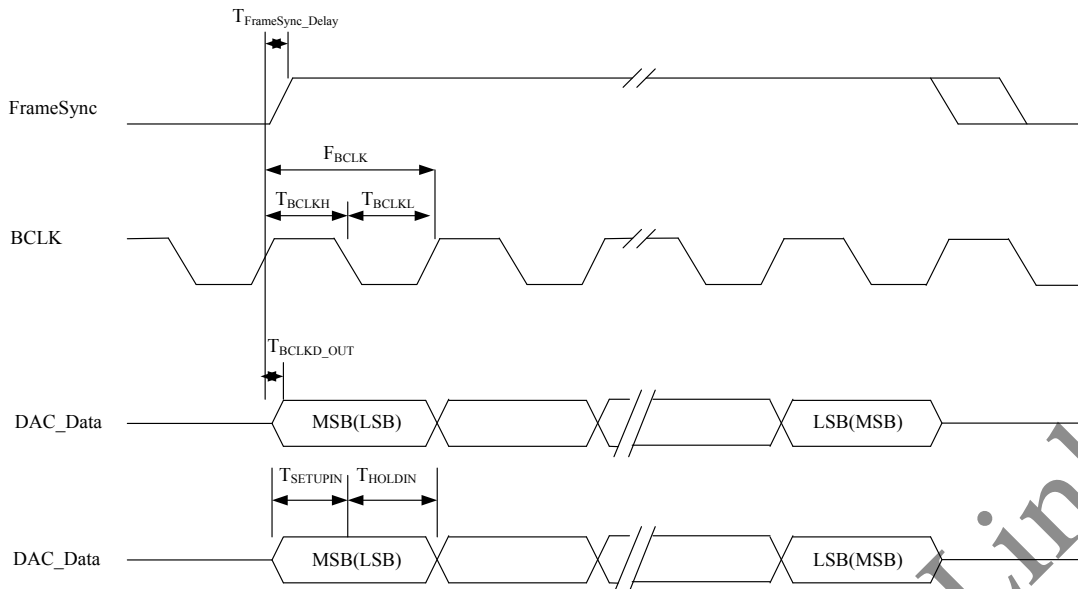 TFrameSync_Delay
FrameSync
FBCLK
TBCLKH TBCLKL
BCLK
TBCLKD_OUT
DAC_Data MSB(LSB) LSB(MSB)
TSETUPIN THOLDIN
DAC_Data MSB(LSB) LSB(MSB)